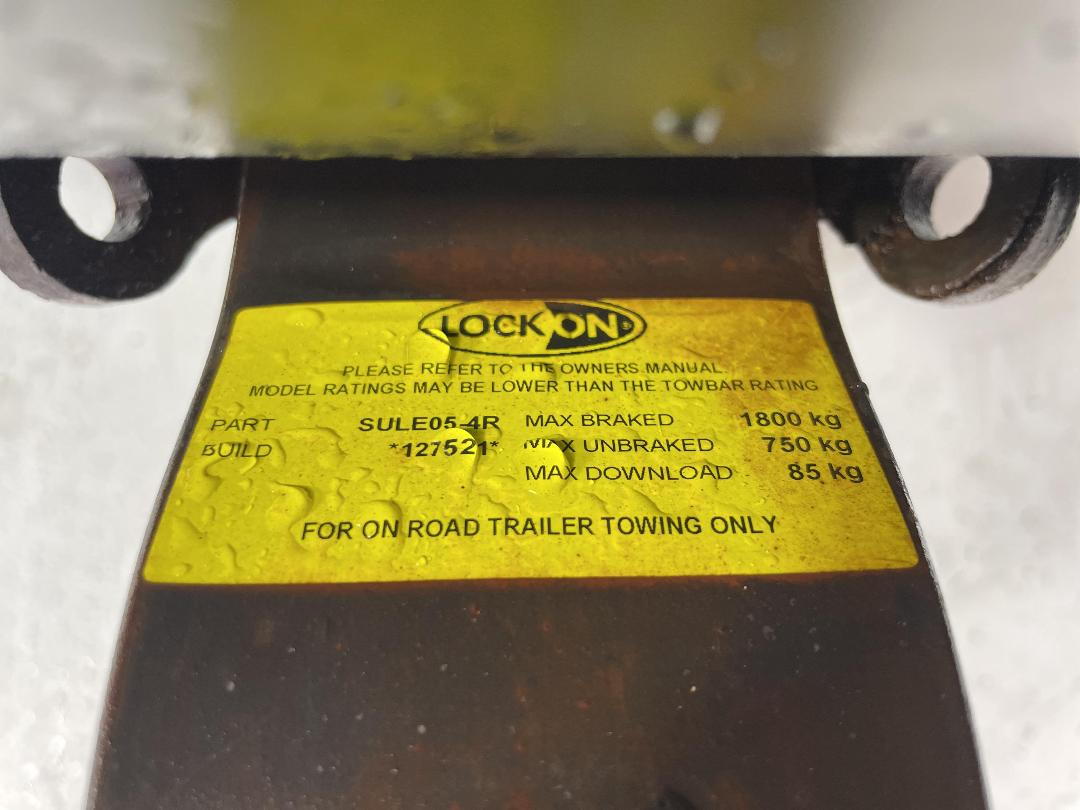 LOCK ON
PLEASE REFER TO THE OWNERS MANUAL.
MODEL RATINGS MAY BE LOWER THAN THE TOWBAR RATING
PART SULE05-4R MAX BRAKED 1800 kg
BUILD *127521* MAX UNBRAKED 750 kg
MAX DOWNLOAD 85 kg
FOR ON ROAD TRAILER TOWING ONLY